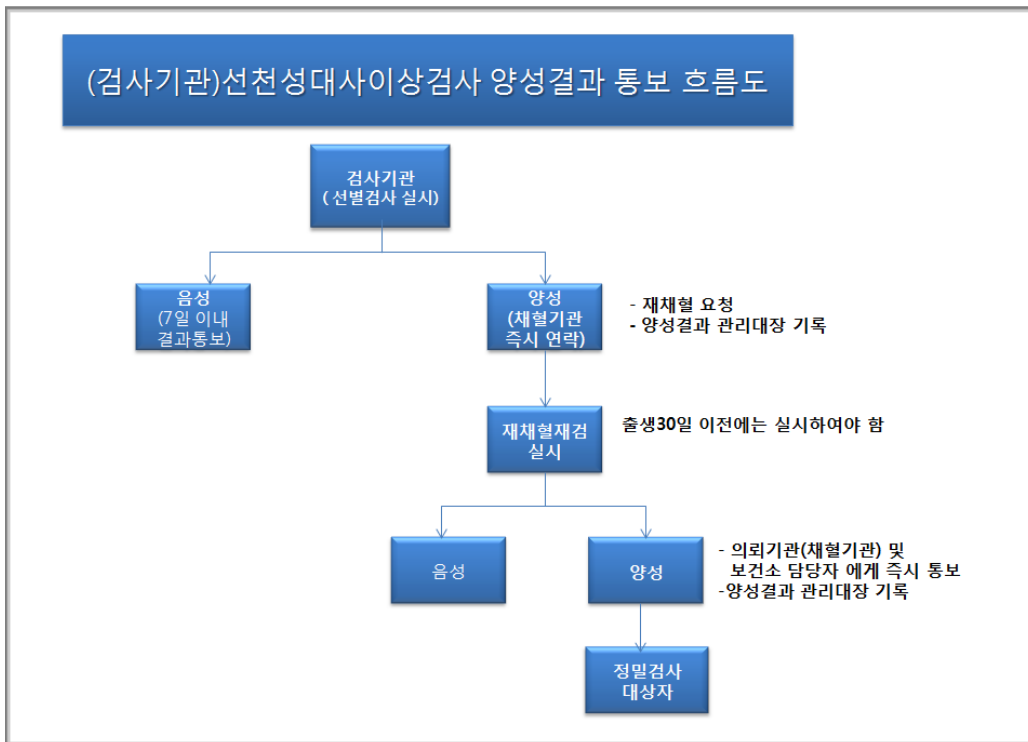 (검사기관)선천성대사이상검사 양성결과 통보 흐름도
검사기관
( 선별검사 실시)
음성
(7일 이내
결과통보)
양성
(채혈기관
즉시 연락)
- 재채혈 요청
- 양성결과 관리대장 기록
재채혈재검
실시
출생30일 이전에는 실시하여야 함
음성
양성
- 의뢰기관(채혈기관) 및
보건소 담당자 에게 즉시 통보
-양성결과 관리대장 기록
정밀검사
대상자